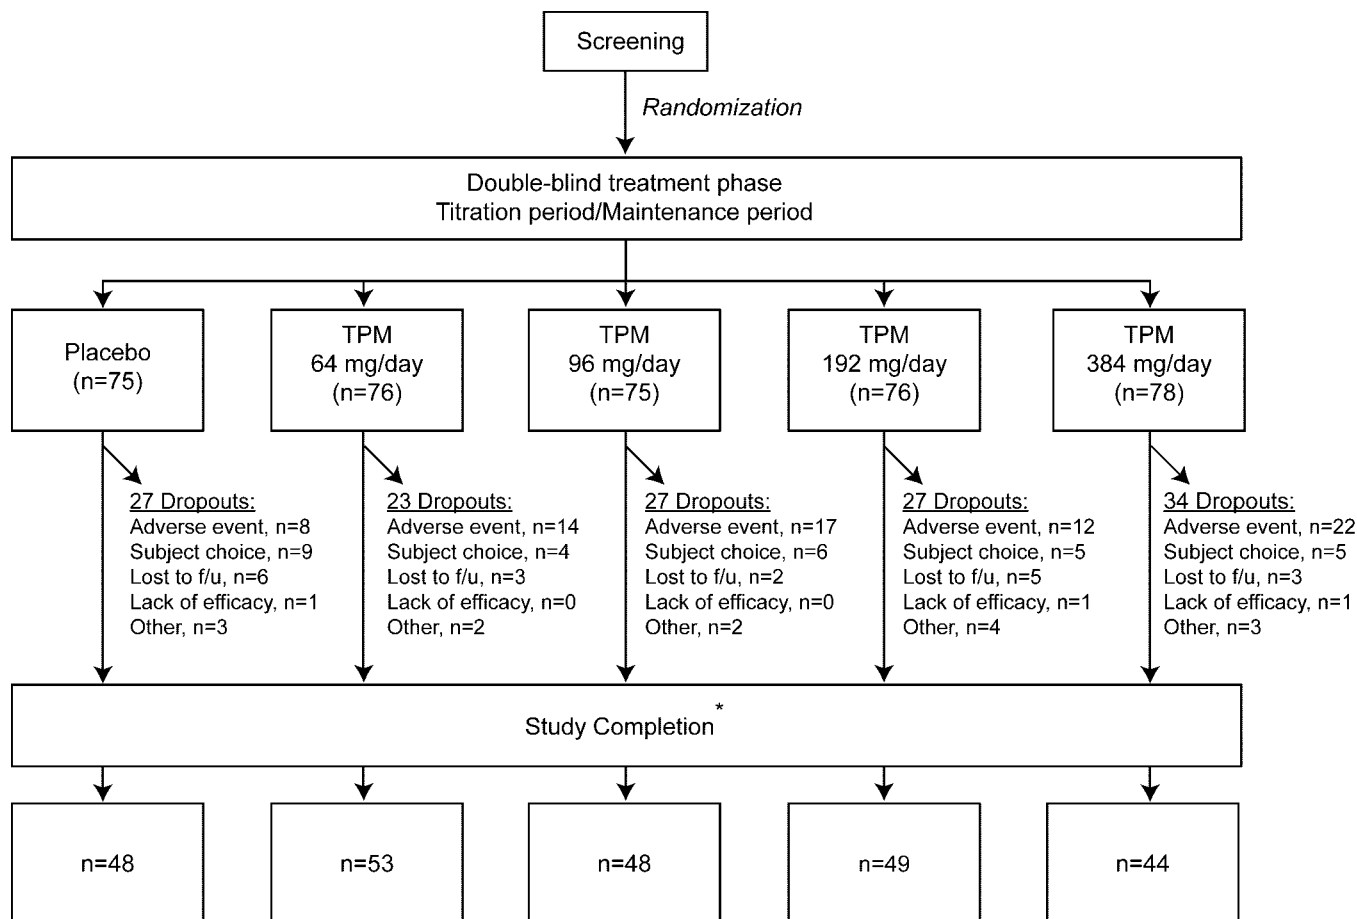 Screening
Randomization
Double-blind treatment phase
Titration period/Maintenance period
Placebo
(n=75)
TPM
64 mg/day
(n=76)
TPM
96 mg/day
(n=75)
TPM
192 mg/day
(n=76)
TPM
384 mg/day
(n=78)
27 Dropouts:
Adverse event, n=8
Subject choice, n=9
Lost to f/u, n=6
Lack of efficacy, n=1
Other, n=3
23 Dropouts:
Adverse event, n=14
Subject choice, n=4
Lost to f/u, n=3
Lack of efficacy, n=0
Other, n=2
27 Dropouts:
Adverse event, n=17
Subject choice, n=6
Lost to f/u, n=2
Lack of efficacy, n=0
Other, n=2
27 Dropouts:
Adverse event, n=12
Subject choice, n=5
Lost to f/u, n=5
Lack of efficacy, n=1
Other, n=4
34 Dropouts:
Adverse event, n=22
Subject choice, n=5
Lost to f/u, n=3
Lack of efficacy, n=1
Other, n=3
Study Completion*
n=48
n=53
n=48
n=49
n=44